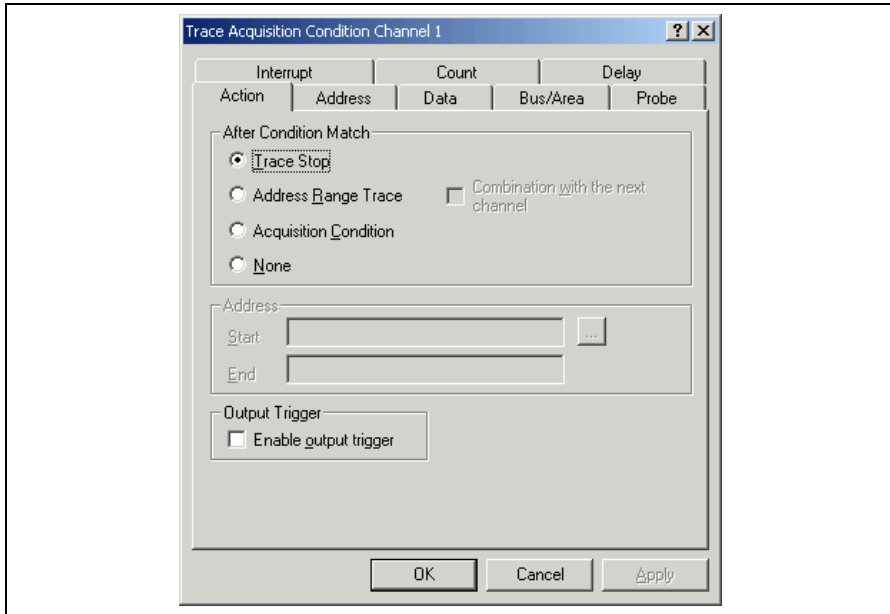 Trace Acquisition Condition Channel 1
Interrupt Count Delay
Action Address Data Bus/Area Probe
After Condition Match
Trace Stop
Address Range Trace
Combination with the next
channel
Acquisition Condition
None
Address
Start ...
End
Output Trigger
Enable output trigger
OK Cancel Apply